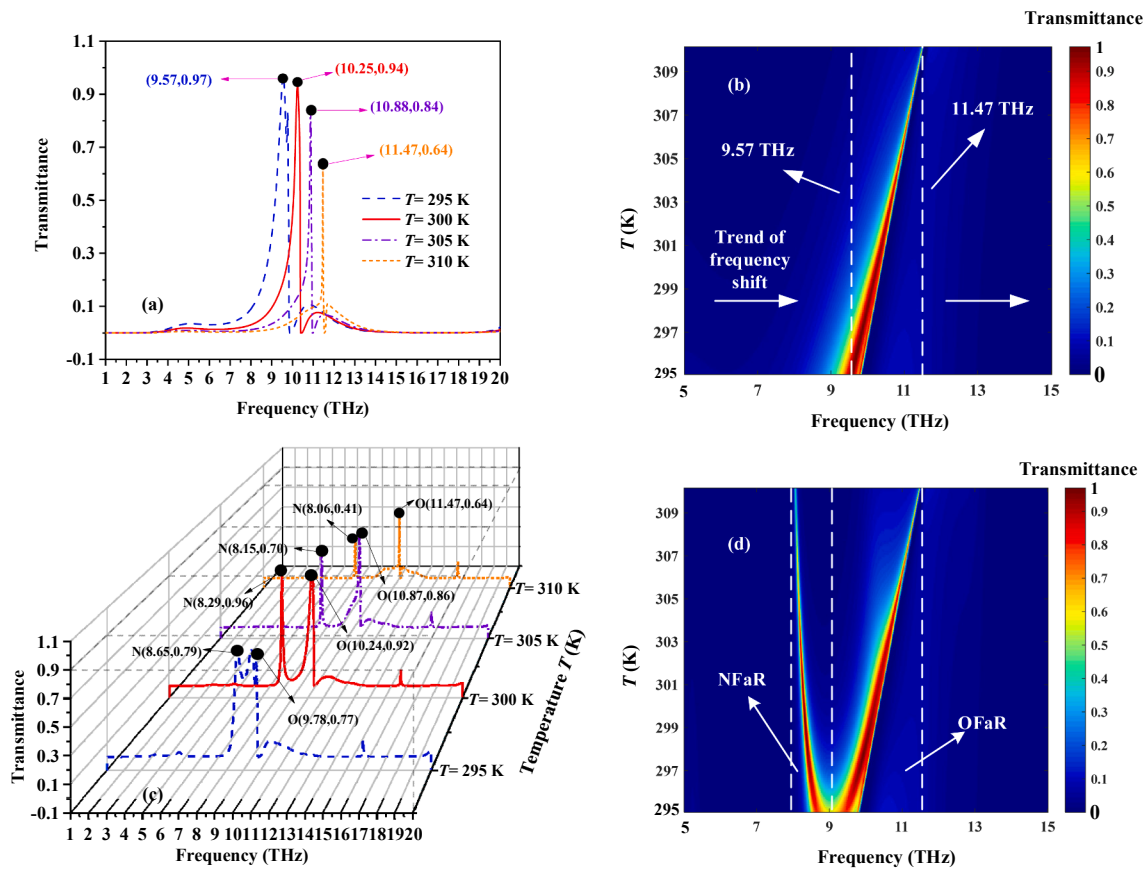 1.1
0.9
0.7
0.5
0.3
0.1
-0.1
Transmittance
(9.57,0.97)
(10.25,0.94)
(10.88,0.84)
(11.47,0.64)
T= 295 K
T= 300 K
T= 305 K
T= 310 K
(a)
1 2 3 4 5 6 7 8 9 10 11 12 13 14 15 16 17 18 19 20
Frequency (THz)
Transmittance
309
307
305
303
301
299
297
295
T (K)
(b)
9.57 THz
11.47 THz
Trend of
frequency
shift
5 7 9 11 13 15
Frequency (THz)
1
0.9
0.8
0.7
0.6
0.5
0.4
0.3
0.2
0.1
0
N(8.06,0.41)
O(11.47,0.64)
N(8.15,0.70)
O(10.87,0.86)
N(8.29,0.96)
O(10.24,0.92)
N(8.65,0.79)
O(9.78,0.77)
T= 310 K
T= 305 K
T= 300 K
T= 295 K
Temperature T (K)
1.1
0.9
0.7
0.5
0.3
0.1
-0.1
Transmittance
(c)
1 2 3 4 5 6 7 8 9 10 11 12 13 14 15 16 17 18 19 20
Frequency (THz)
Transmittance
309
307
305
303
301
299
297
295
T (K)
(d)
NFaR
OFaR
5 7 9 11 13 15
Frequency (THz)
1
0.9
0.8
0.7
0.6
0.5
0.4
0.3
0.2
0.1
0